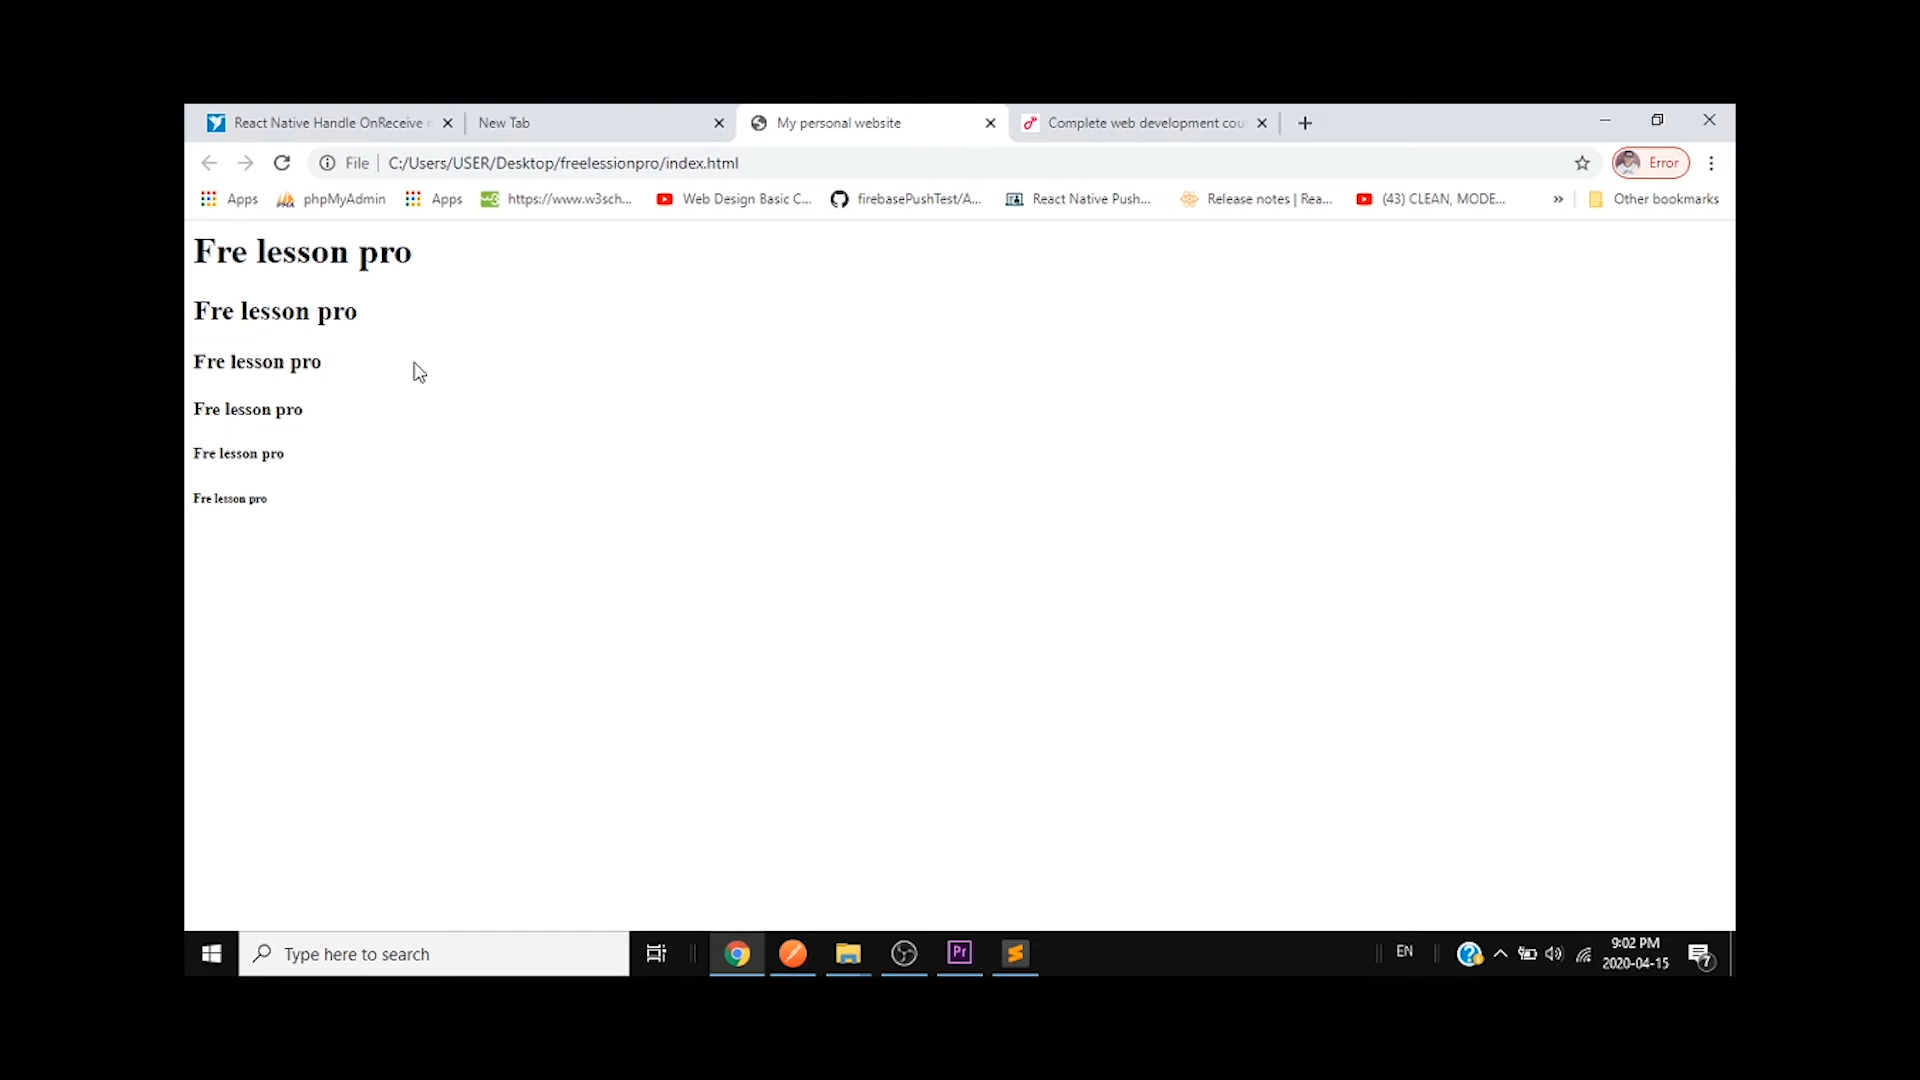 React Native Handle OnReceive
New Tab
My personal website
Complete web development cou
File
C:/Users/USER/Desktop/freelessionpro/index.html
Error
Apps
phpMyAdmin
Apps
https://www.w3sch...
Web Design Basic C...
firebasePushTest/A...
React Native Push...
Release notes | Rea...
(43) CLEAN, MODE...
»
Other bookmarks
Fre lesson pro
Fre lesson pro
Fre lesson pro
Fre lesson pro
Fre lesson pro
Fre lesson pro
Type here to search
Pr
EN
9:02 PM
2020-04-15
7